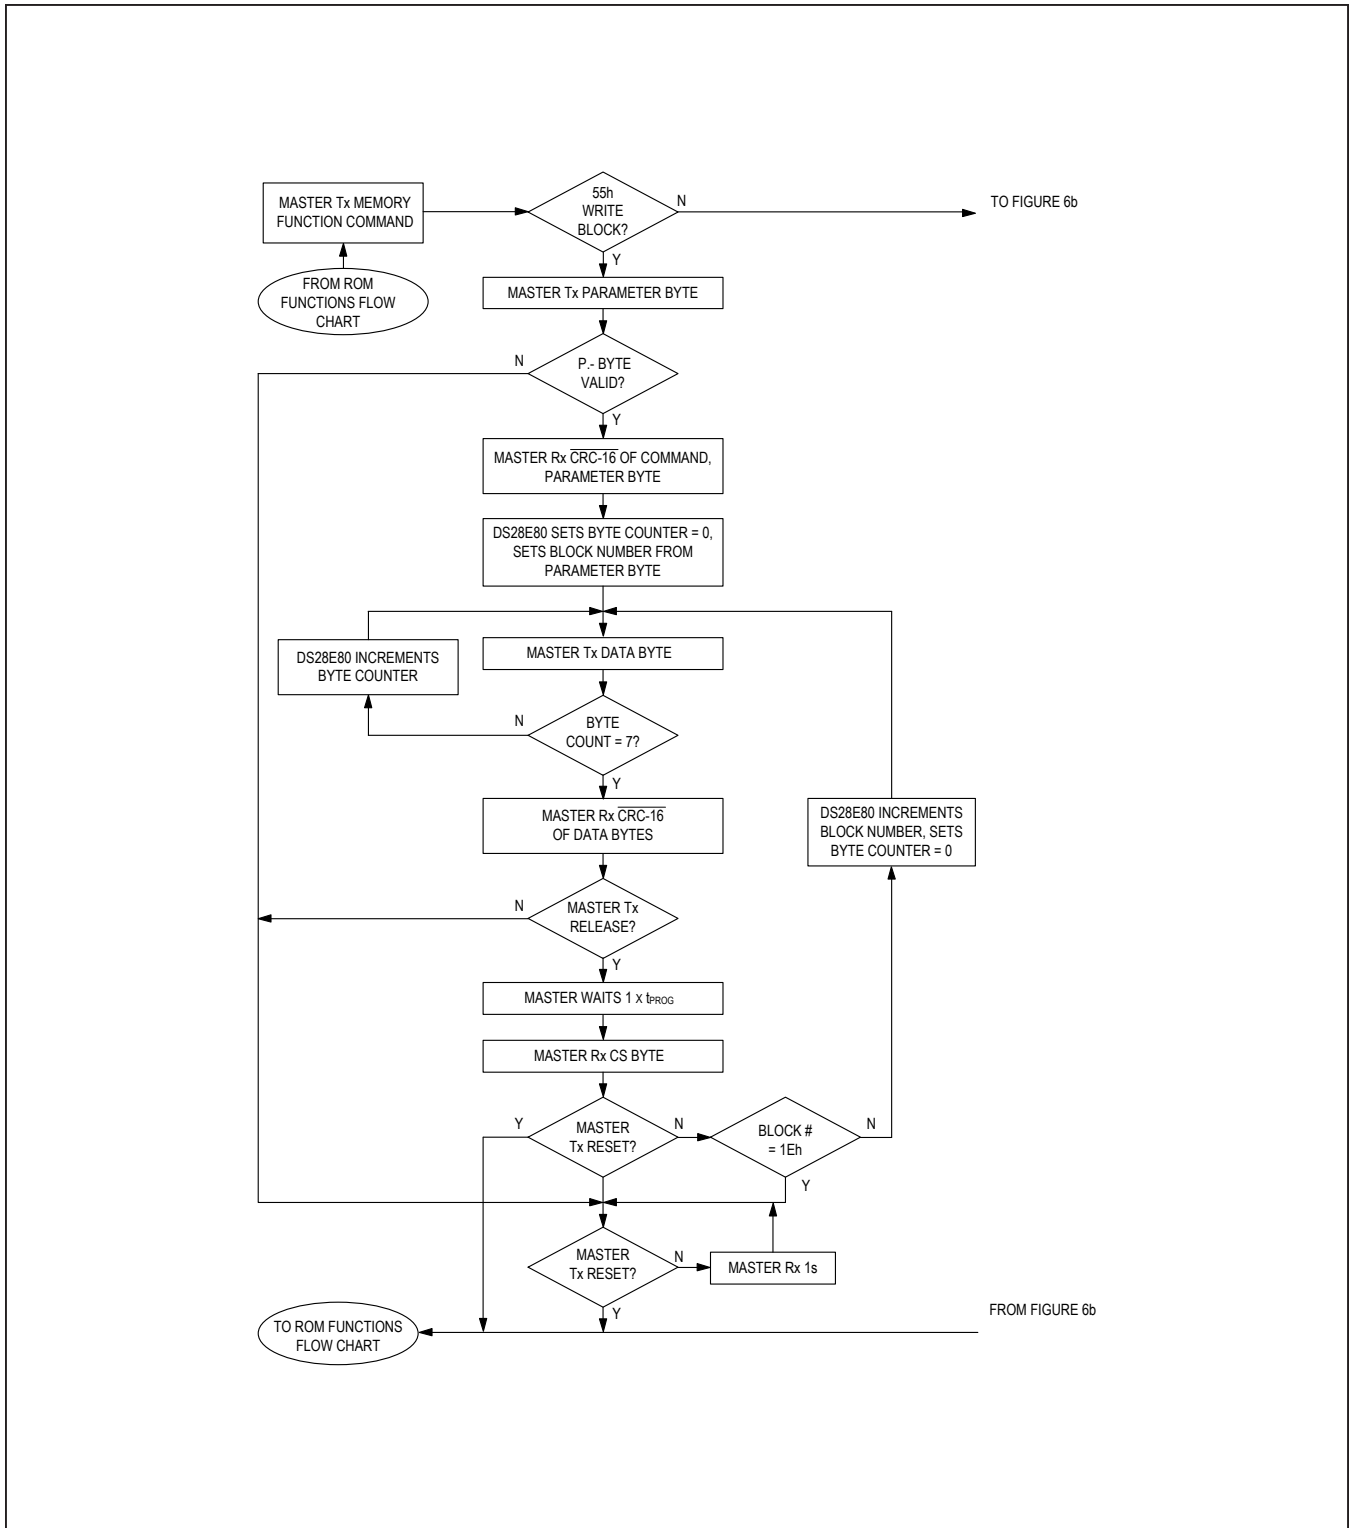 MASTER Tx MEMORY
FUNCTION COMMAND
55h
WRITE
BLOCK?
N
TO FIGURE 6b
Y
FROM ROM
FUNCTIONS FLOW
CHART
MASTER Tx PARAMETER BYTE
N
P.- BYTE
VALID?
Y
MASTER Rx CRC-16 OF COMMAND,
PARAMETER BYTE
DS28E80 SETS BYTE COUNTER = 0,
SETS BLOCK NUMBER FROM
PARAMETER BYTE
DS28E80 INCREMENTS
BYTE COUNTER
MASTER Tx DATA BYTE
N
BYTE
COUNT = 7?
Y
MASTER Rx CRC-16
OF DATA BYTES
DS28E80 INCREMENTS
BLOCK NUMBER, SETS
BYTE COUNTER = 0
N
MASTER Tx
RELEASE?
Y
MASTER WAITS 1 x tPROG
MASTER Rx CS BYTE
Y
MASTER
Tx RESET?
N
BLOCK #
= 1Eh
N
Y
MASTER
Tx RESET?
N
MASTER Rx 1s
Y
FROM FIGURE 6b
TO ROM FUNCTIONS
FLOW CHART